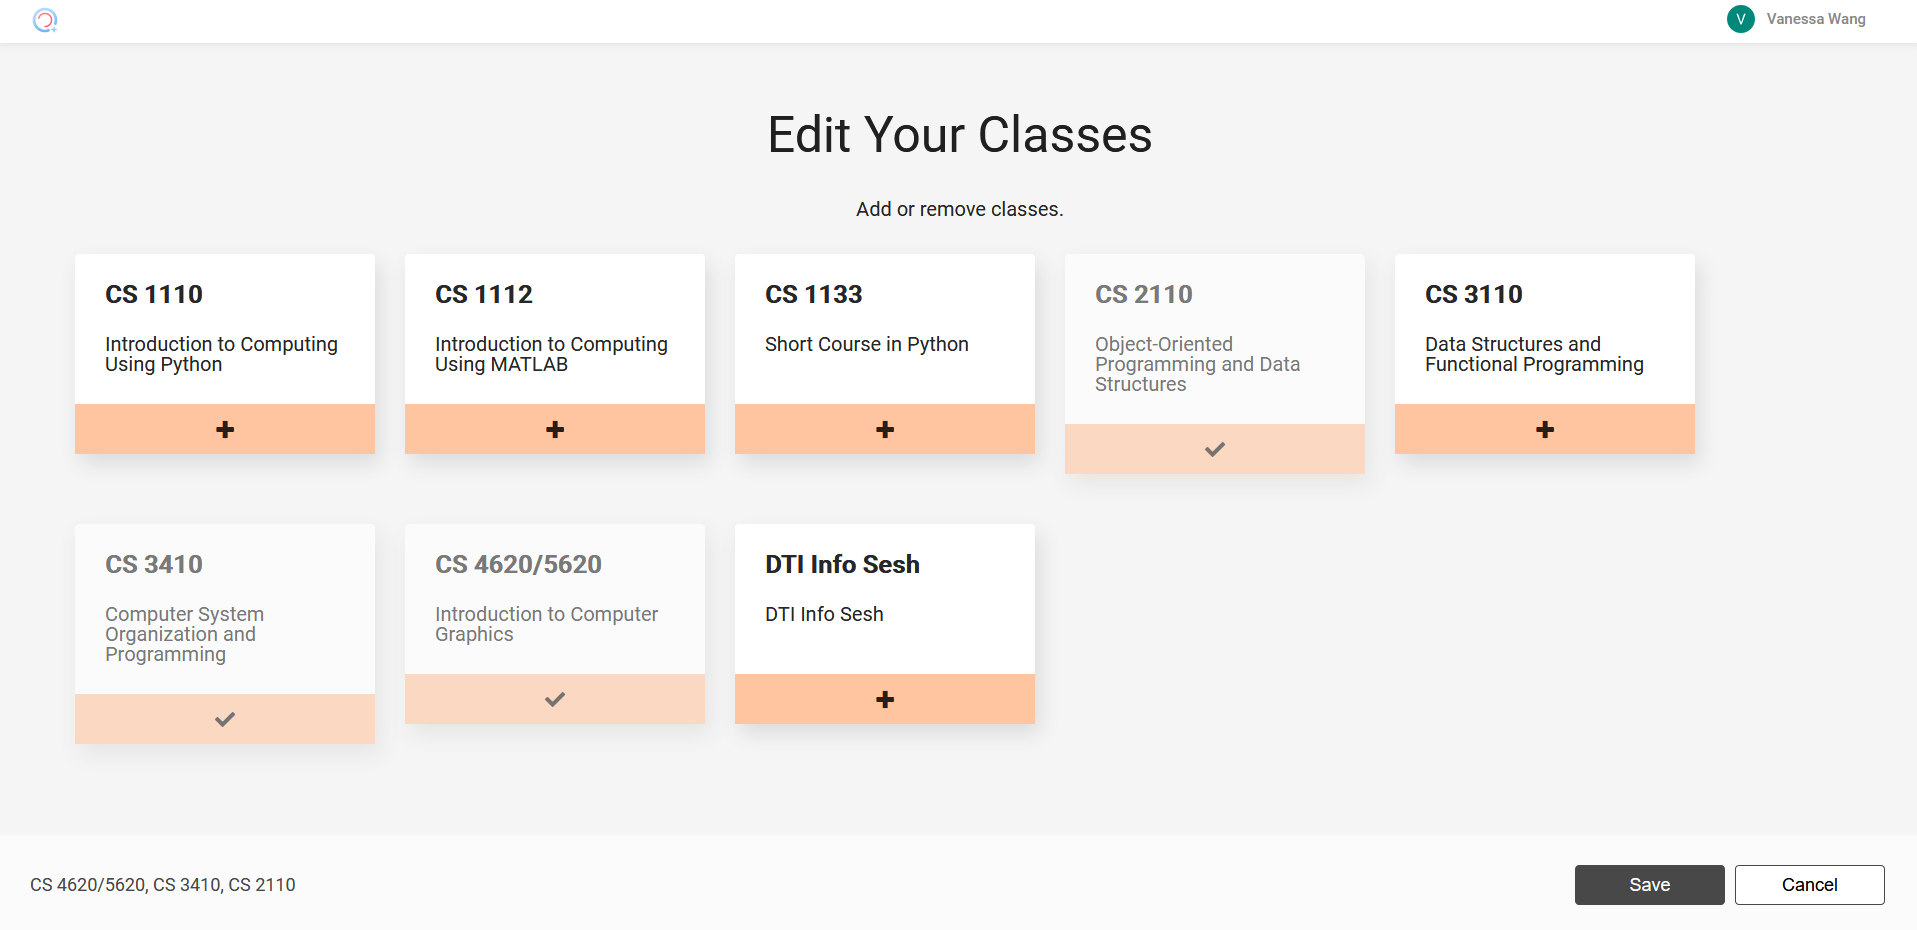 V Vanessa Wang
Edit Your Classes
Add or remove classes.
CS 1110
Introduction to Computing
Using Python
CS 1112
Introduction to Computing
Using MATLAB
CS 1133
Short Course in Python
CS 2110
Object-Oriented
Programming and Data
Structures
CS 3110
Data Structures and
Functional Programming
CS 3410
Computer System
Organization and
Programming
CS 4620/5620
Introduction to Computer
Graphics
DTI Info Sesh
DTI Info Sesh
CS 4620/5620, CS 3410, CS 2110
Save
Cancel